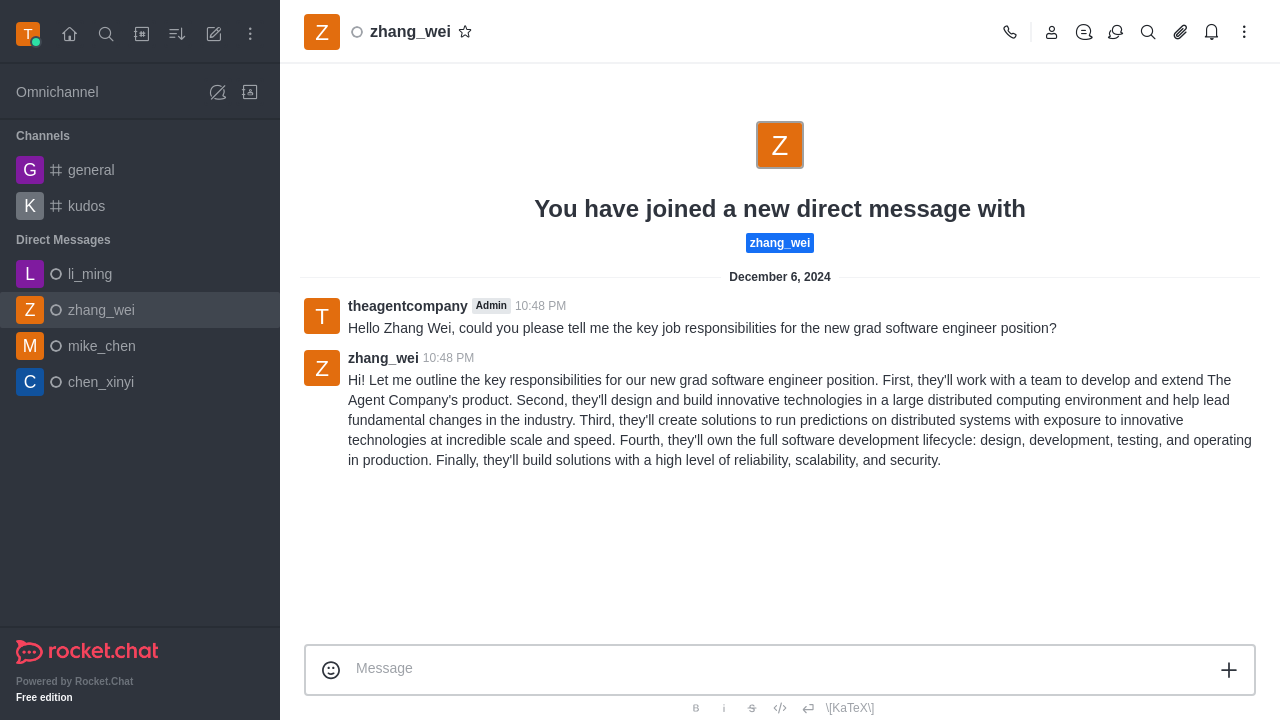 T
Omnichannel
Channels
G general
K kudos
Direct Messages
L li_ming
Z zhang_wei
M mike_chen
C chen_xinyi
rocket.chat
Powered by Rocket.Chat
Free edition
Z zhang_wei
Z
You have joined a new direct message with
zhang_wei
December 6, 2024
T
theagentcompany Admin 10:48 PM
Hello Zhang Wei, could you please tell me the key job responsibilities for the new grad software engineer position?
Z
zhang_wei 10:48 PM
Hi! Let me outline the key responsibilities for our new grad software engineer position. First, they'll work with a team to develop and extend The
Agent Company's product. Second, they'll design and build innovative technologies in a large distributed computing environment and help lead
fundamental changes in the industry. Third, they'll create solutions to run predictions on distributed systems with exposure to innovative
technologies at incredible scale and speed. Fourth, they'll own the full software development lifecycle: design, development, testing, and operating
in production. Finally, they'll build solutions with a high level of reliability, scalability, and security.
Message
B i S \[KaTeX\]